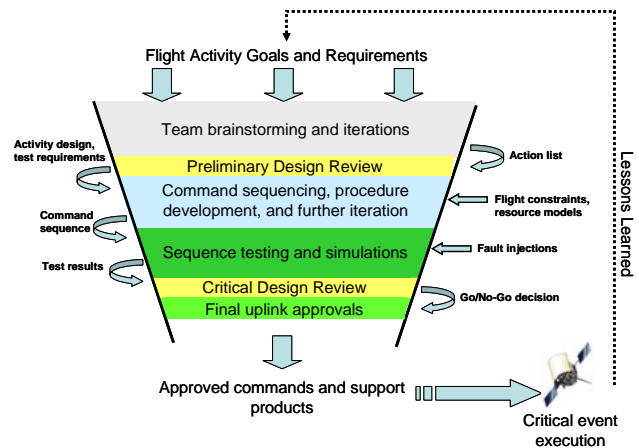 Flight Activity Goals and Requirements
Team brainstorming and iterations
Activity design,
test requirements
Action list
Preliminary Design Review
Command sequencing, procedure
development, and further iteration
Flight constraints,
resource models
Command
sequence
Sequence testing and simulations
Fault injections
Test results
Critical Design Review
Go/No-Go decision
Final uplink approvals
Lessons Learned
Approved commands and support
products
Critical event
execution